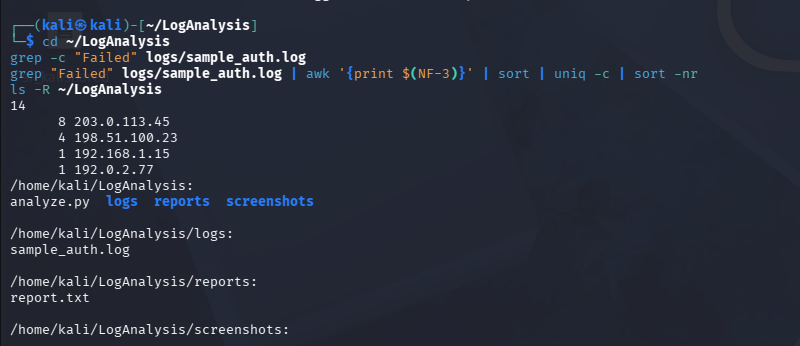 ┌──(kali㉿kali)-[~/LogAnalysis]
└─$ cd ~/LogAnalysis
grep -c "Failed" logs/sample_auth.log
grep "Failed" logs/sample_auth.log | awk '{print $(NF-3)}' | sort | uniq -c | sort -nr
ls -R ~/LogAnalysis
14
      8 203.0.113.45
      4 198.51.100.23
      1 192.168.1.15
      1 192.0.2.77
/home/kali/LogAnalysis:
analyze.py  logs  reports  screenshots

/home/kali/LogAnalysis/logs:
sample_auth.log

/home/kali/LogAnalysis/reports:
report.txt

/home/kali/LogAnalysis/screenshots: